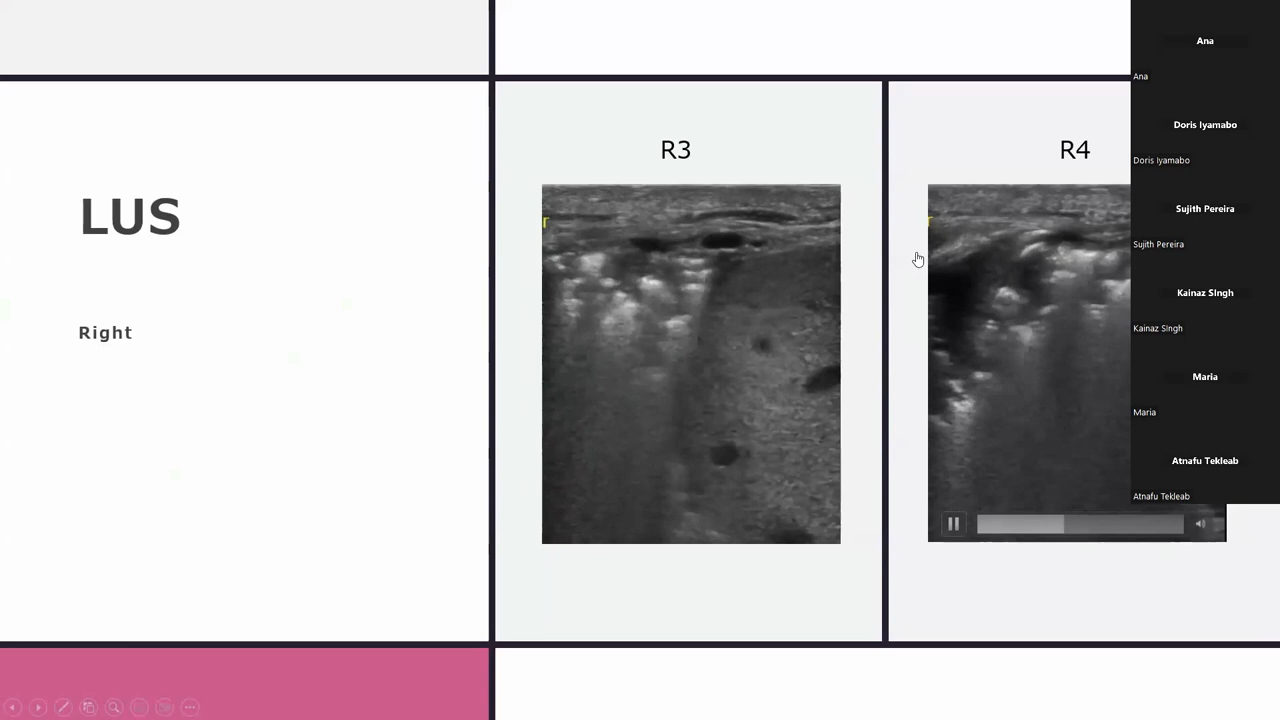 LUS
Right
R3
R4
Ana
Ana
Doris Iyamabo
Doris Iyamabo
Sujith Pereira
Sujith Pereira
Kainaz SIngh
Kainaz SIngh
Maria
Maria
Atnafu Tekleab
Atnafu Tekleab